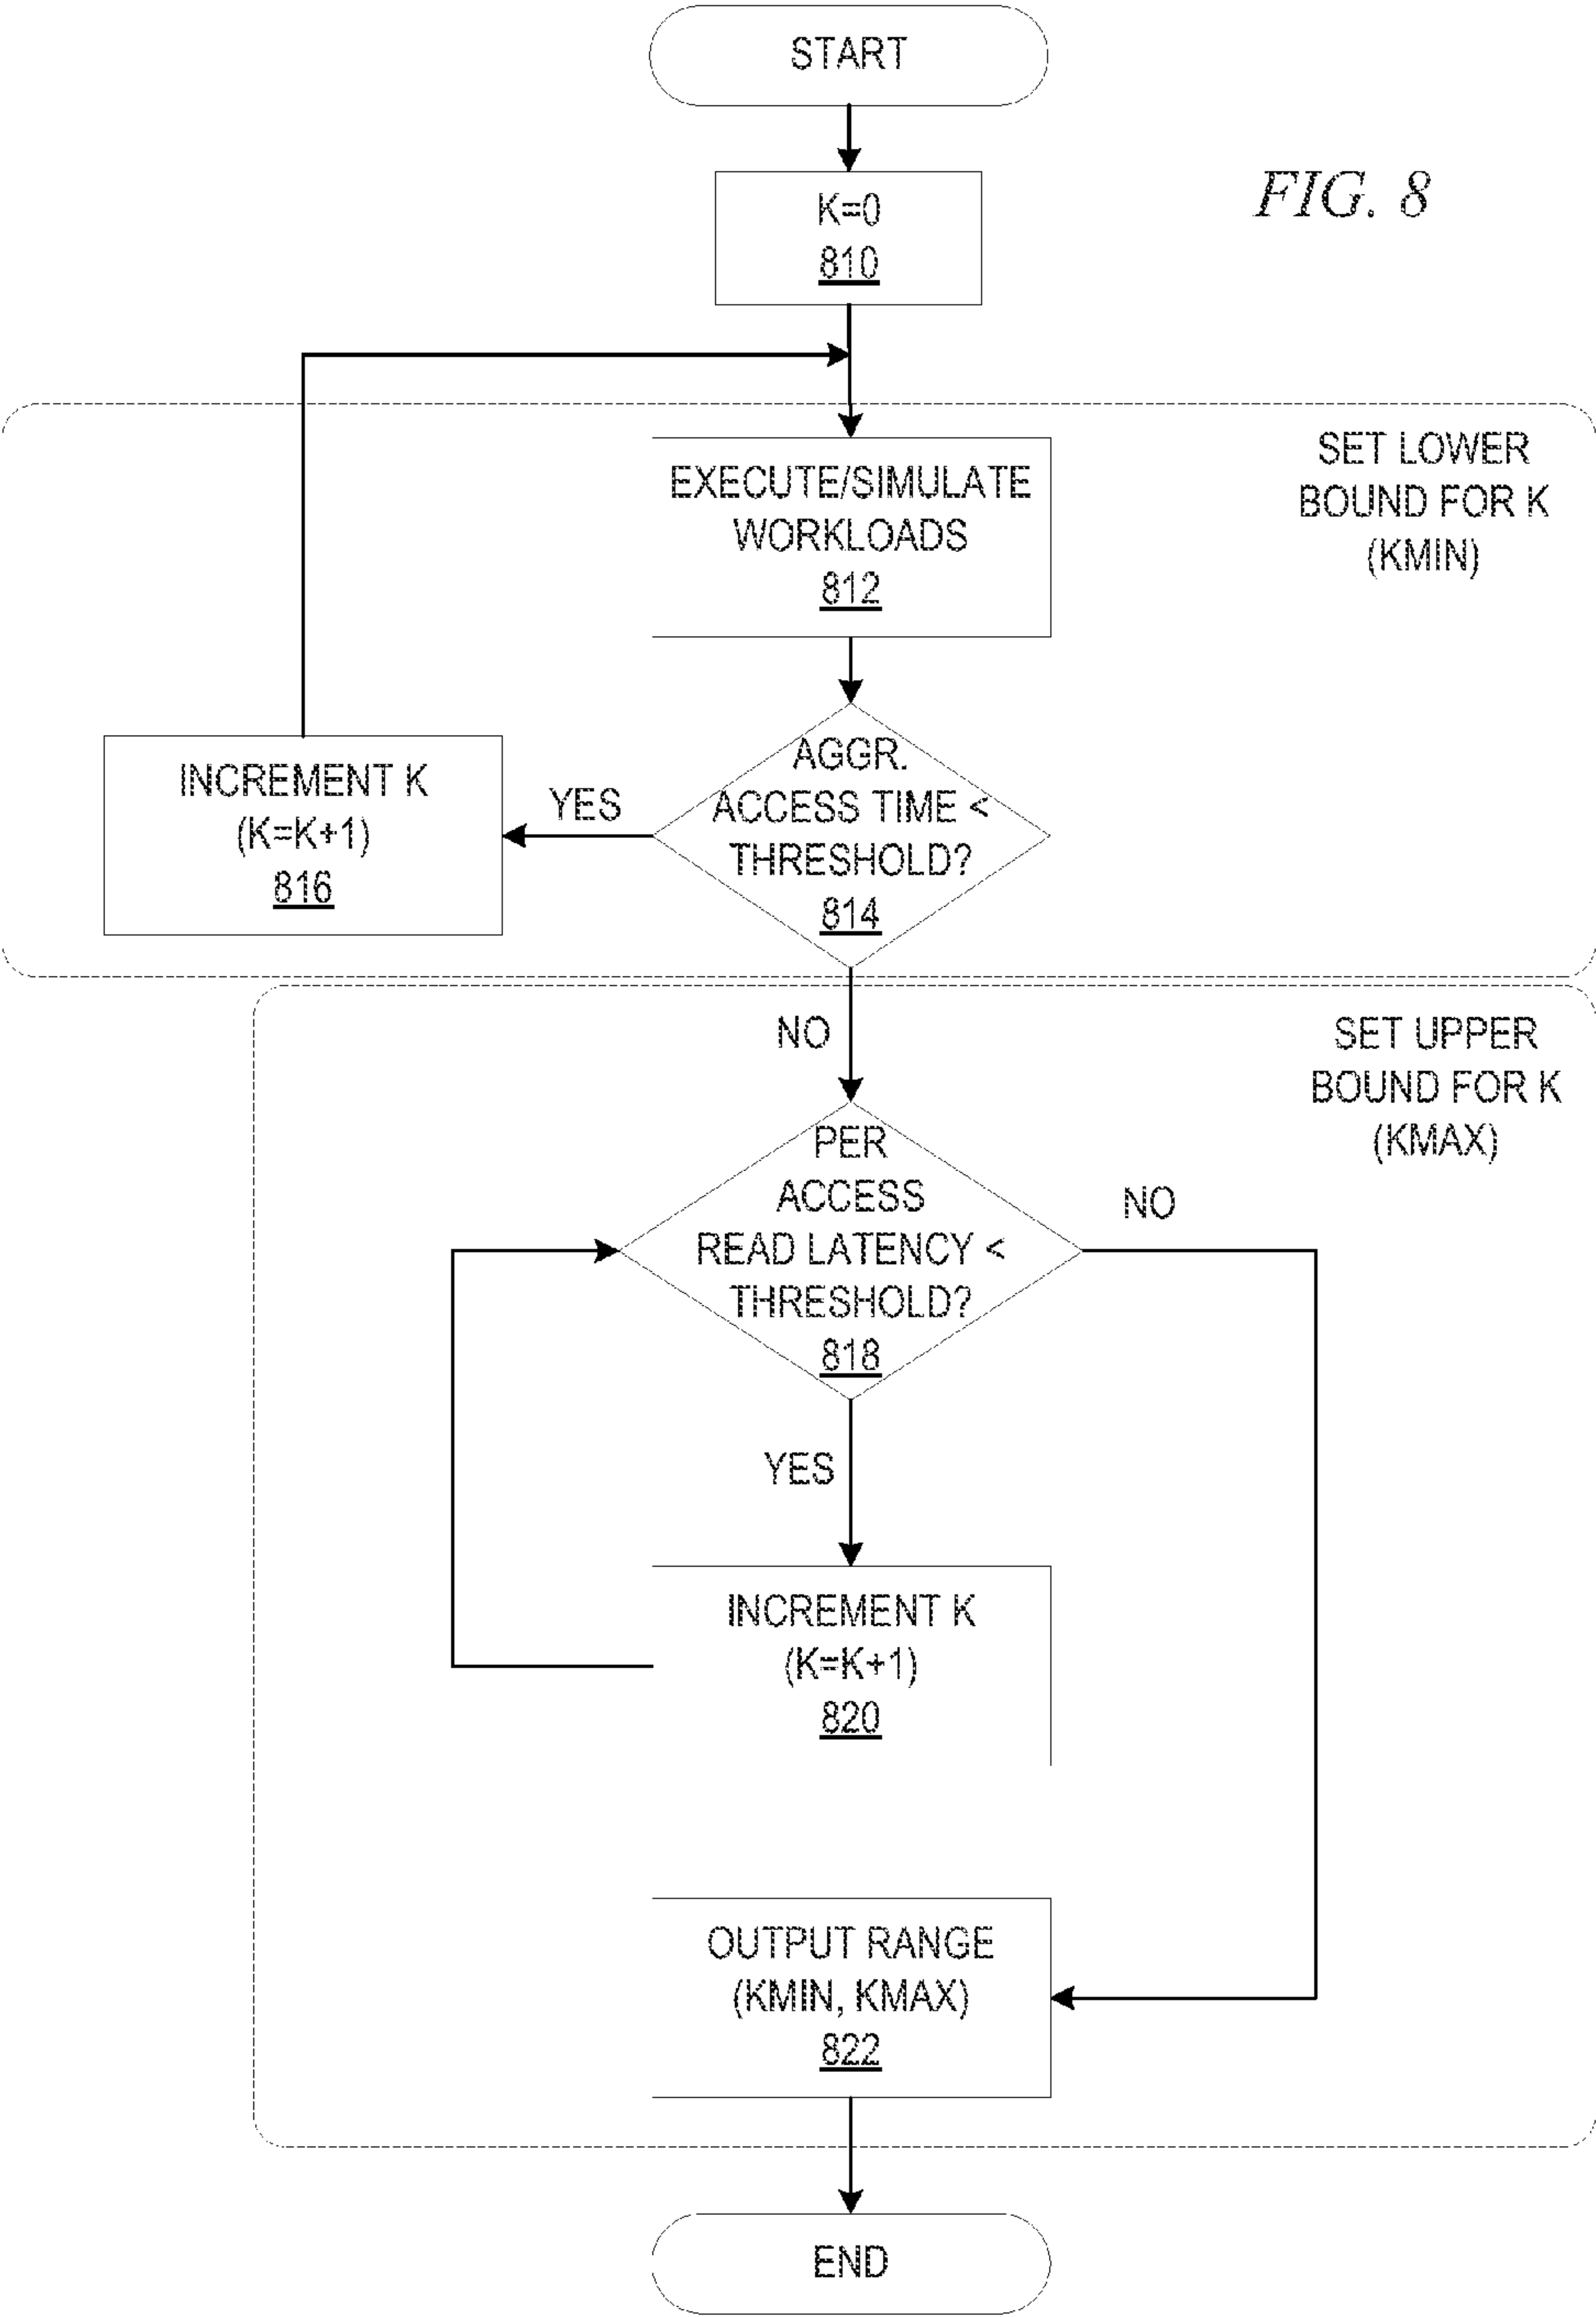 START
K=0
810
FIG. 8
SET LOWER
BOUND FOR K
(KMIN)
EXECUTE/SIMULATE
WORKLOADS
812
AGGR.
ACCESS TIME <
THRESHOLD?
814
YES
INCREMENT K
(K=K+1)
816
NO
SET UPPER
BOUND FOR K
(KMAX)
PER
ACCESS
READ LATENCY <
THRESHOLD?
818
NO
YES
INCREMENT K
(K=K+1)
820
OUTPUT RANGE
(KMIN, KMAX)
822
END